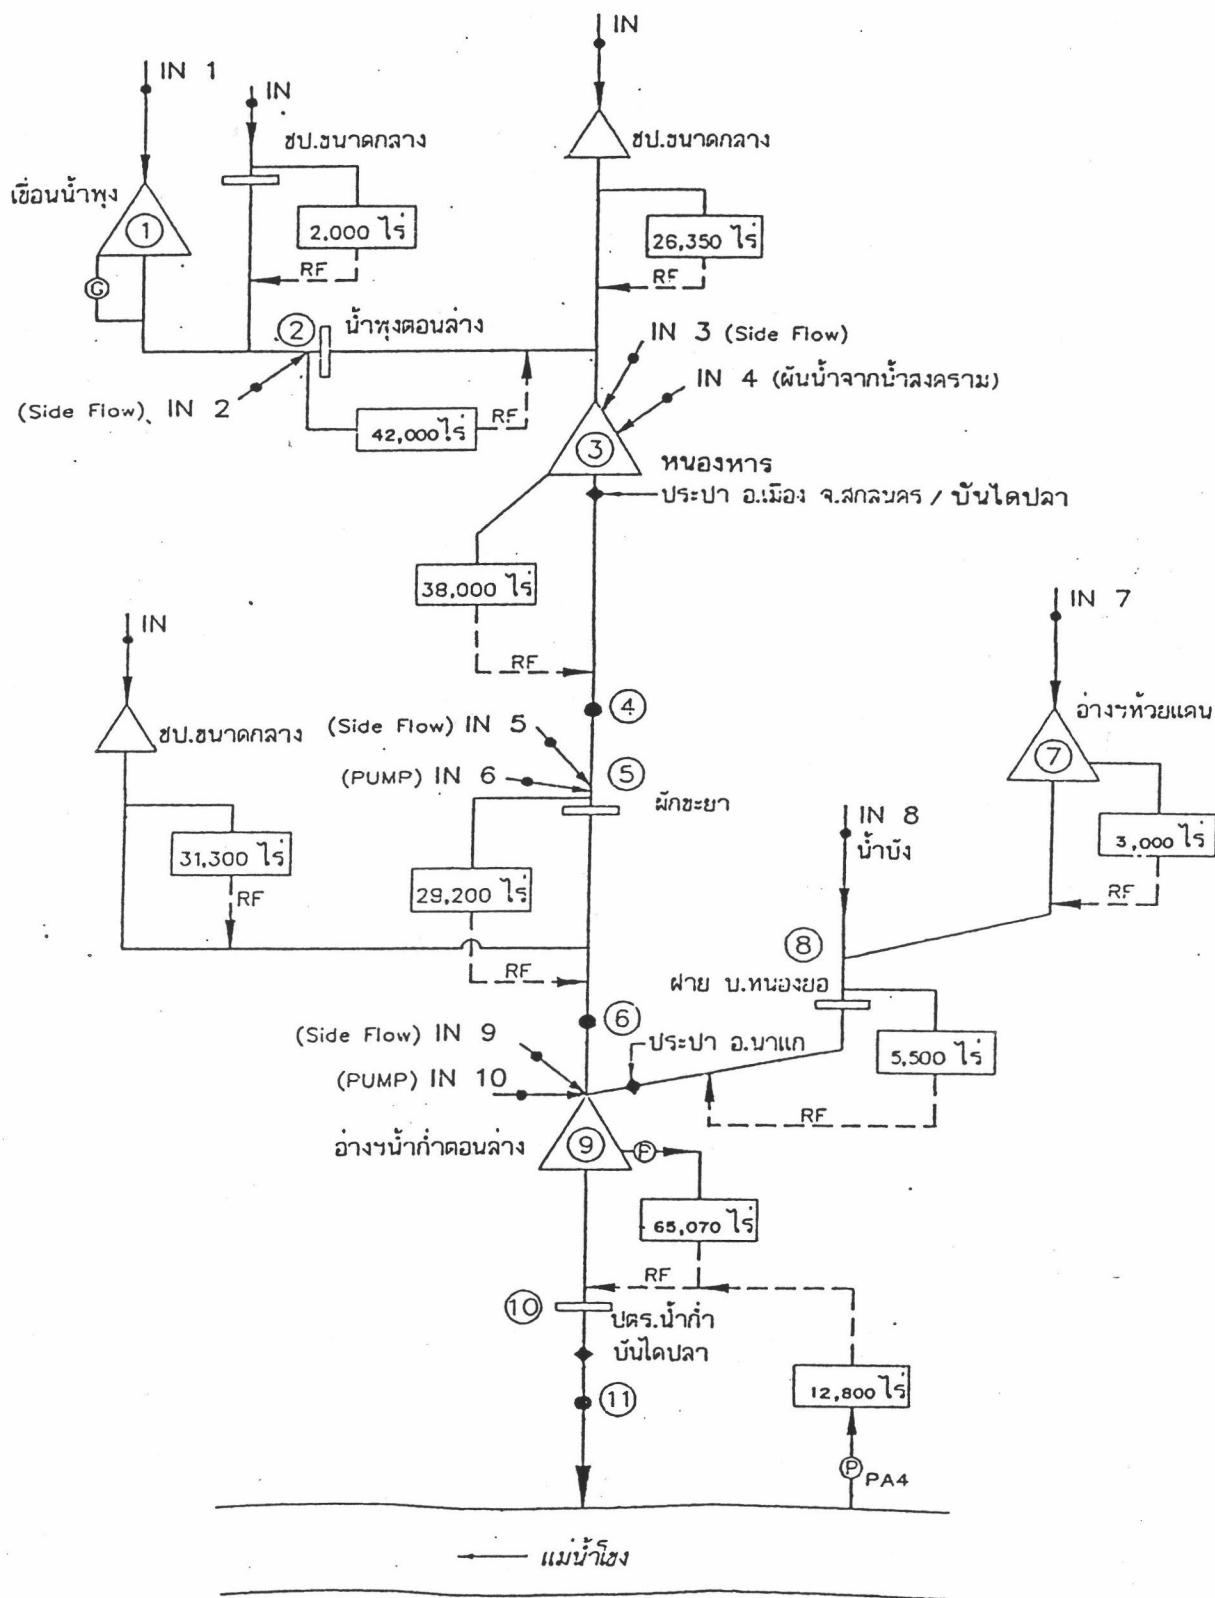 IN
IN 1
IN
ชป.ขนาดกลาง
ชป.ขนาดกลาง
เขื่อนน้ำพุง
1
2,000 ไร่
26,350 ไร่
RF
RF
G
2
น้ำพุงตอนล่าง
IN 3 (Side Flow)
IN 4 (ผันน้ำจากน้ำสงคราม)
(Side Flow) IN 2
RF
42,000 ไร่
3
หนองหาร
ประปา อ.เมือง จ.สกลนคร / บันไดปลา
38,000 ไร่
IN 7
IN
RF
4
อ่างฯห้วยแคน
(Side Flow) IN 5
ชป.ขนาดกลาง
7
5
(PUMP) IN 6
ผักขะยา
IN 8
น้ำบัง
3,000 ไร่
31,300 ไร่
29,200 ไร่
RF
RF
8
RF
ฝาย บ.หนองยอ
6
(Side Flow) IN 9
ประปา อ.นาแก
5,500 ไร่
(PUMP) IN 10
RF
อ่างฯน้ำก่ำตอนล่าง
9
P
65,070 ไร่
RF
10
ปตร.น้ำก่ำ
บันไดปลา
12,800 ไร่
11
P
PA4
แม่น้ำโขง